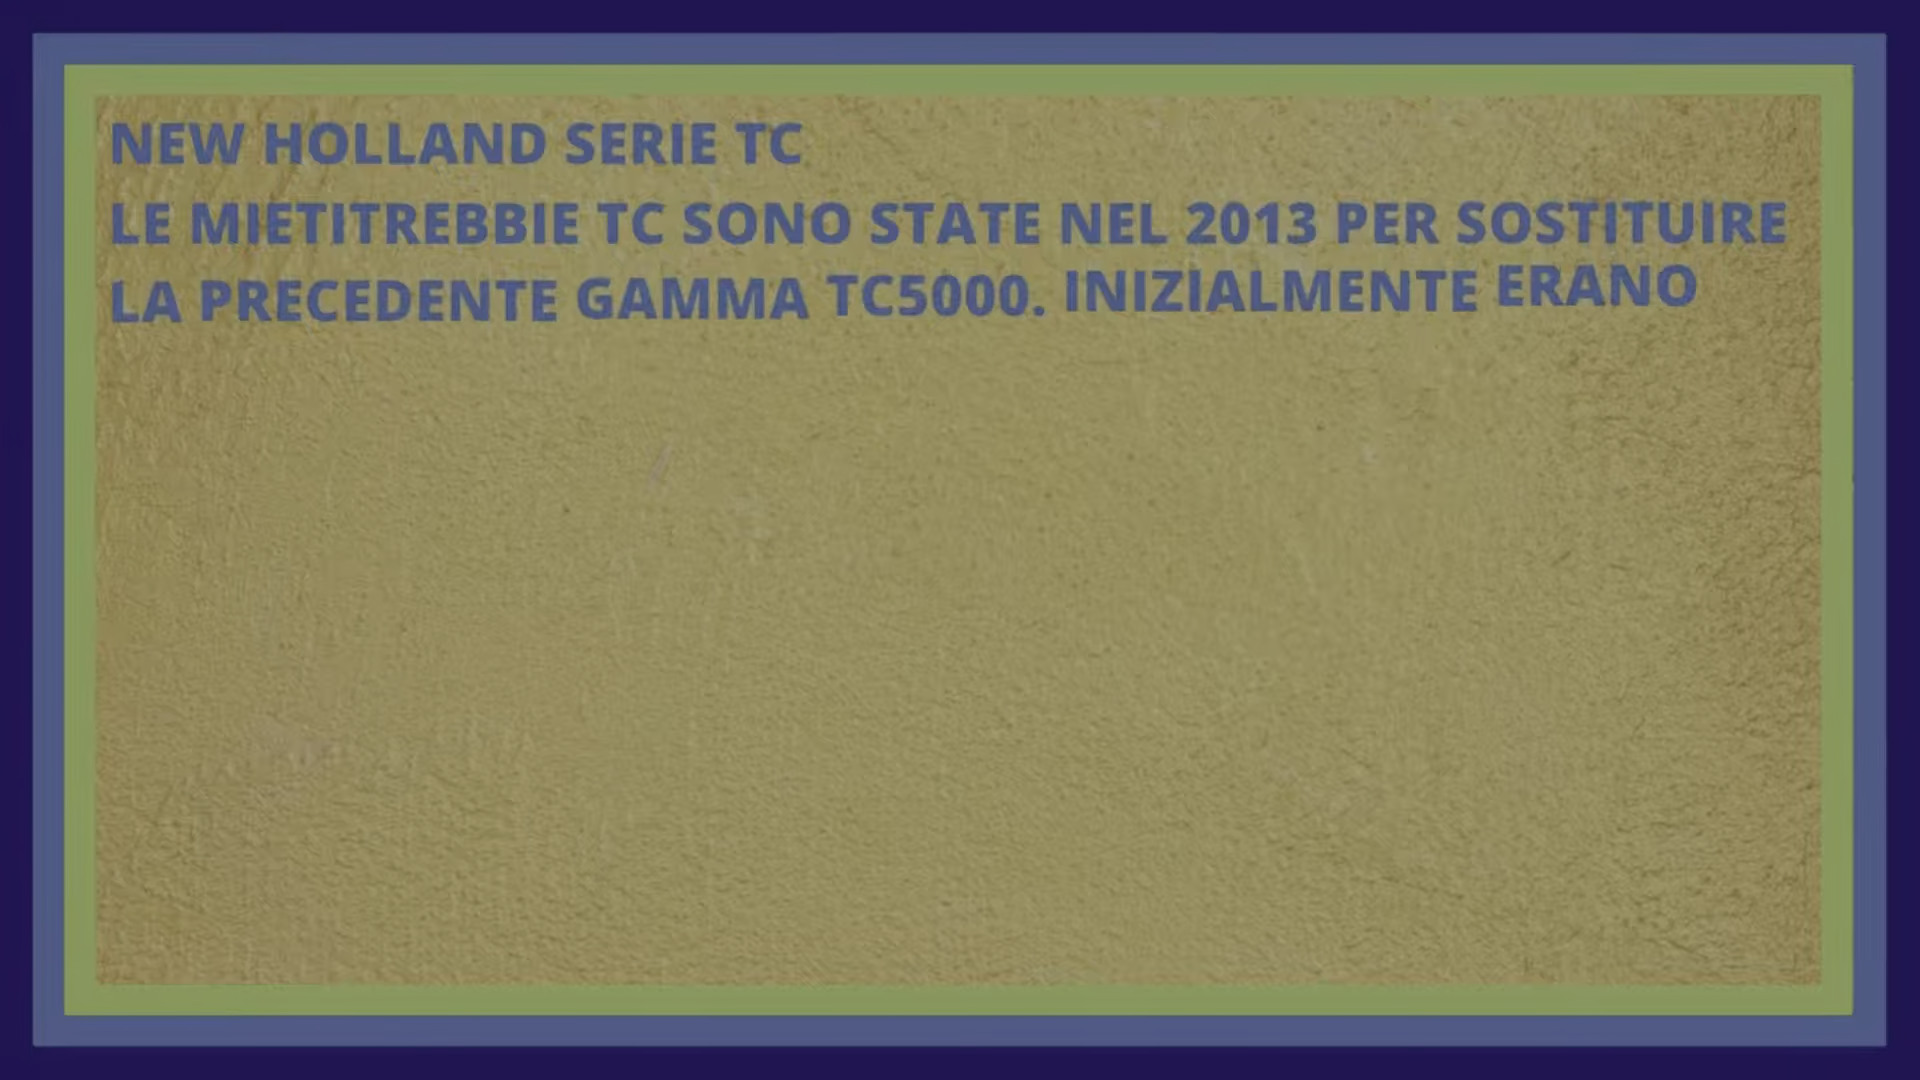 NEW HOLLAND SERIE TC
LE MIETITREBBIE TC SONO STATE NEL 2013 PER SOSTITUIRE
LA PRECEDENTE GAMMA TC5000. INIZIALMENTE ERANO